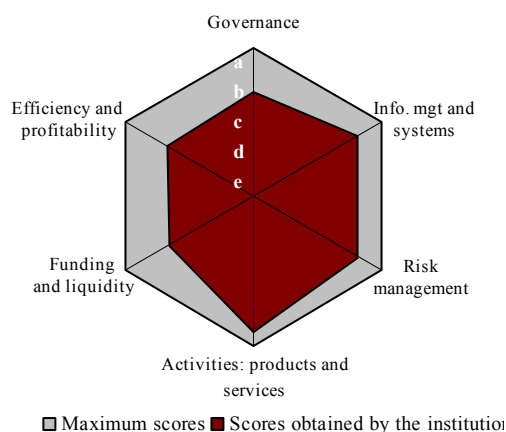 Governance
a
b
c
d
e
Efficiency and
profitability
Info. mgt and
systems
Funding
and liquidity
Risk
management
Activities: products and
services
Maximum scores Scores obtained by the institution